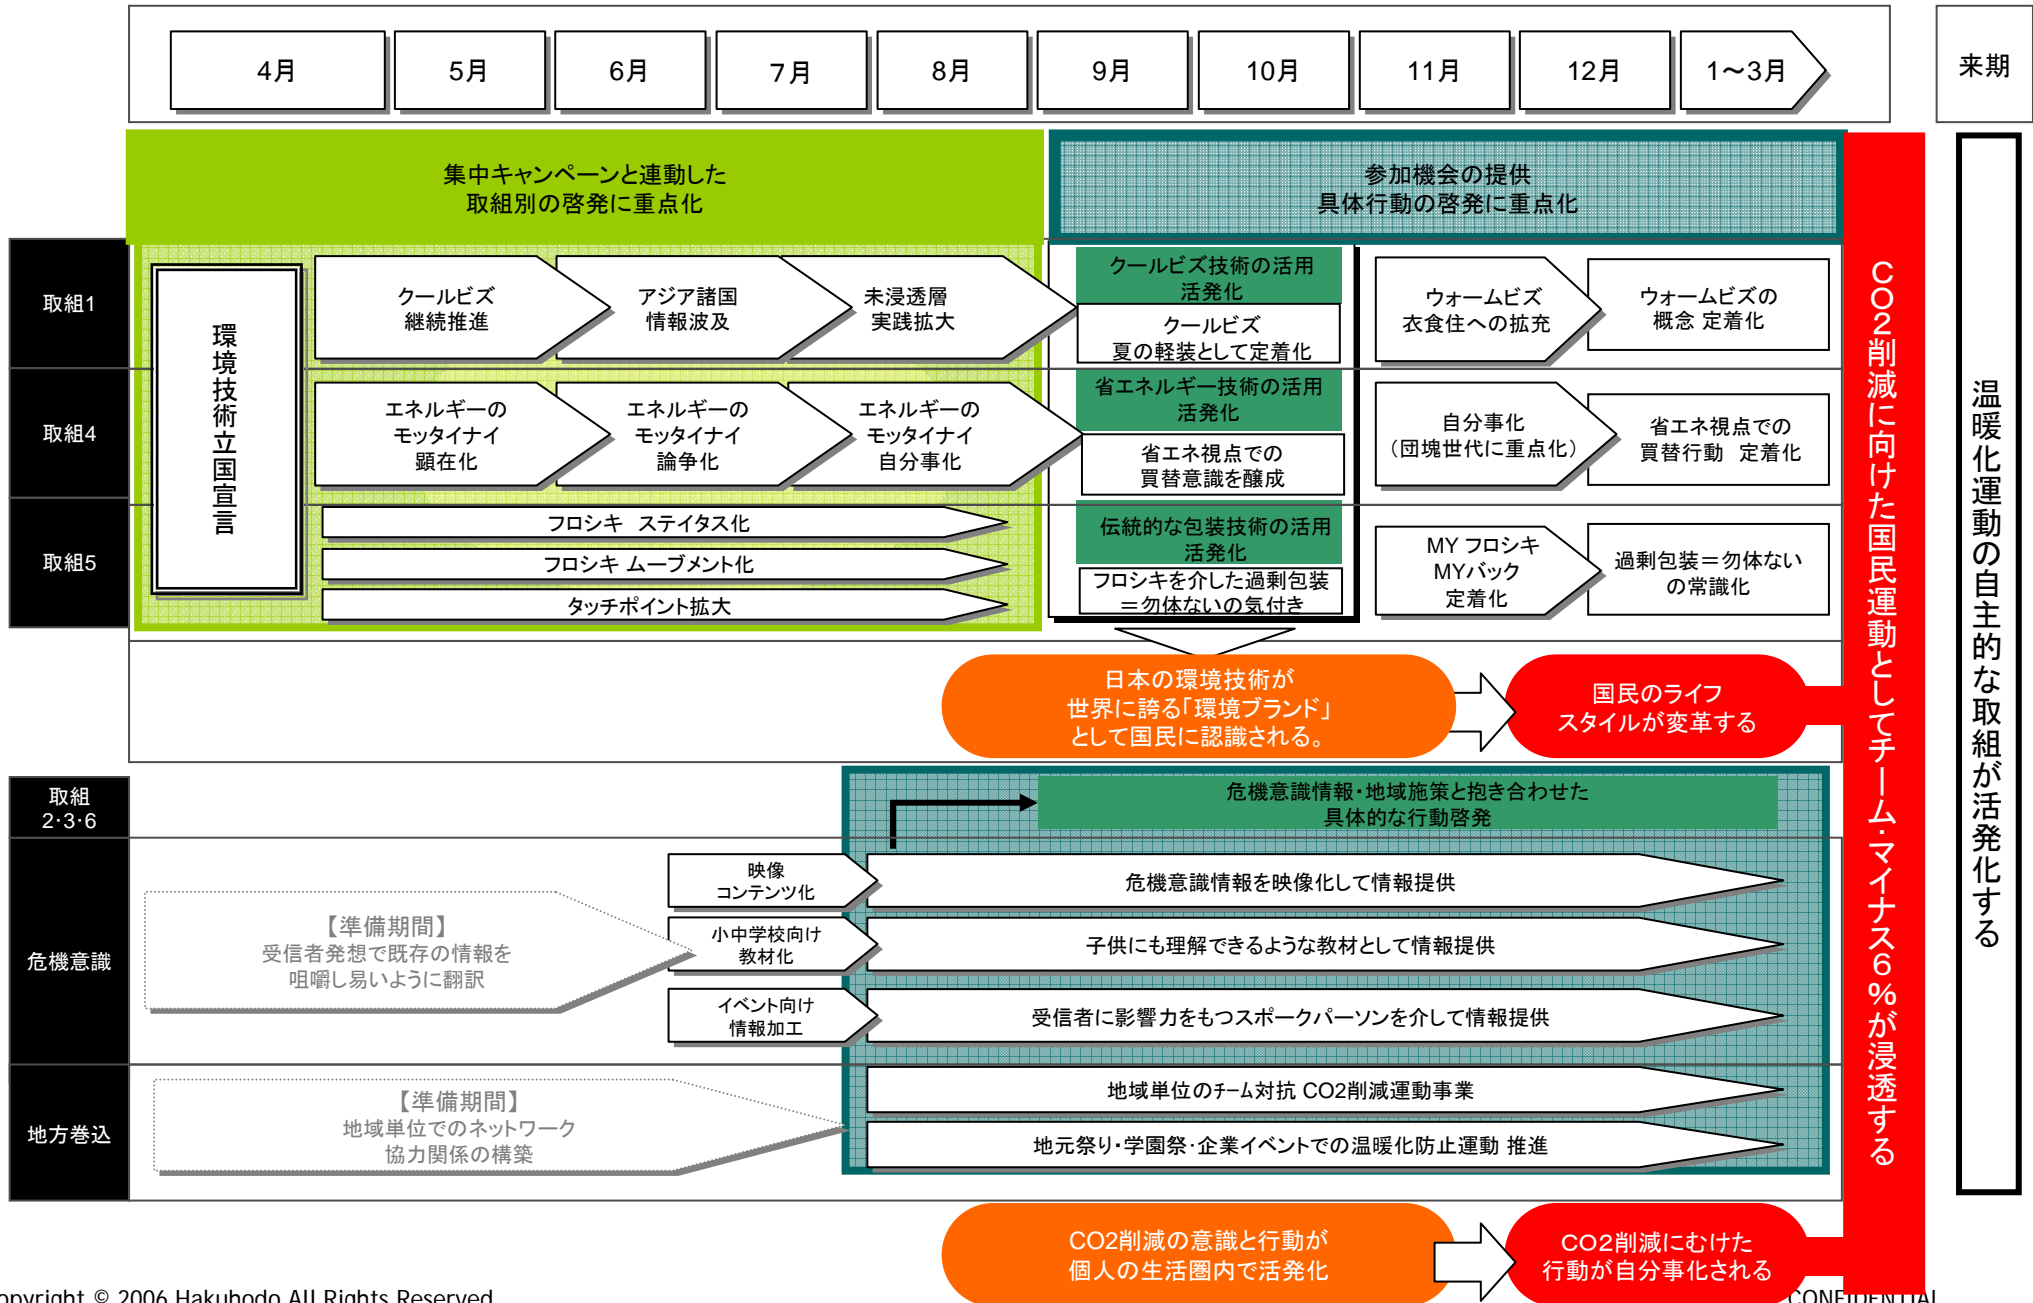 4月
5月
6月
7月
8月
9月
10月
11月
12月
1～3月
来期
集中キャンペーンと連動した
取組別の啓発に重点化
参加機会の提供
具体行動の啓発に重点化
取組1
環境技術立国宣言
クールビズ
継続推進
アジア諸国
情報波及
未浸透層
実践拡大
クールビズ技術の活用
活発化
クールビズ
夏の軽装として定着化
ウォームビズ
衣食住への拡充
ウォームビズの
概念 定着化
取組4
エネルギーの
モッタイナイ
顕在化
エネルギーの
モッタイナイ
論争化
エネルギーの
モッタイナイ
自分事化
省エネルギー技術の活用
活発化
省エネ視点での
買替意識を醸成
自分事化
(団塊世代に重点化)
省エネ視点での
買替行動　定着化
取組5
フロシキ　ステイタス化
フロシキ ムーブメント化
タッチポイント拡大
伝統的な包装技術の活用
活発化
フロシキを介した過剰包装
＝勿体ないの気付き
MY フロシキ
MYバック
定着化
過剰包装＝勿体ない
の常識化
日本の環境技術が
世界に誇る「環境ブランド」
として国民に認識される。
国民のライフ
スタイルが変革する
CO2削減に向けた国民運動としてチーム・マイナス6%が浸透する
温暖化運動の自主的な取組が活発化する
取組
2・3・6
危機意識情報・地域施策と抱き合わせた
具体的な行動啓発
危機意識
【準備期間】
受信者発想で既存の情報を
咀嚼し易いように翻訳
映像
コンテンツ化
危機意識情報を映像化して情報提供
小中学校向け
教材化
子供にも理解できるような教材として情報提供
イベント向け
情報加工
受信者に影響力をもつスポークパーソンを介して情報提供
地方巻込
【準備期間】
地域単位でのネットワーク
協力関係の構築
地域単位のチーム対抗 CO2削減運動事業
地元祭り・学園祭・企業イベントでの温暖化防止運動 推進
CO2削減の意識と行動が
個人の生活圏内で活発化
CO2削減にむけた
行動が自分事化される
opyright © 2006 Hakuhodo All Rights Reserved
CONFIDENTIAL